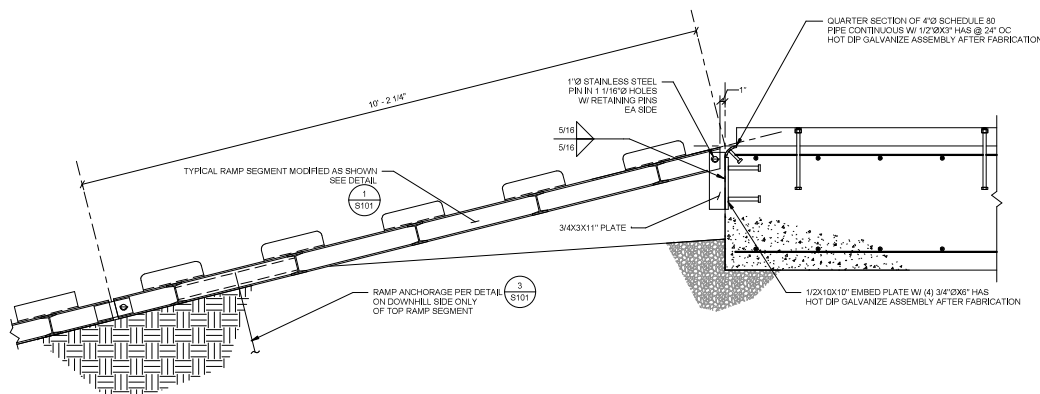 QUARTER SECTION OF 4"Ø SCHEDULE 80
PIPE CONTINUOUS W/ 1/2"ØX3" HAS @ 24" OC
HOT DIP GALVANIZE ASSEMBLY AFTER FABRICATION
1"Ø STAINLESS STEEL
PIN IN 1 1/16"Ø HOLES
W/ RETAINING PINS
EA SIDE
1"
10' - 2 1/4"
5/16
5/16
TYPICAL RAMP SEGMENT MODIFIED AS SHOWN
SEE DETAIL
1
S101
3/4X3X11" PLATE
RAMP ANCHORAGE PER DETAIL
ON DOWNHILL SIDE ONLY
OF TOP RAMP SEGMENT
3
S101
1/2X10X10" EMBED PLATE W/ (4) 3/4"ØX6" HAS
HOT DIP GALVANIZE ASSEMBLY AFTER FABRICATION